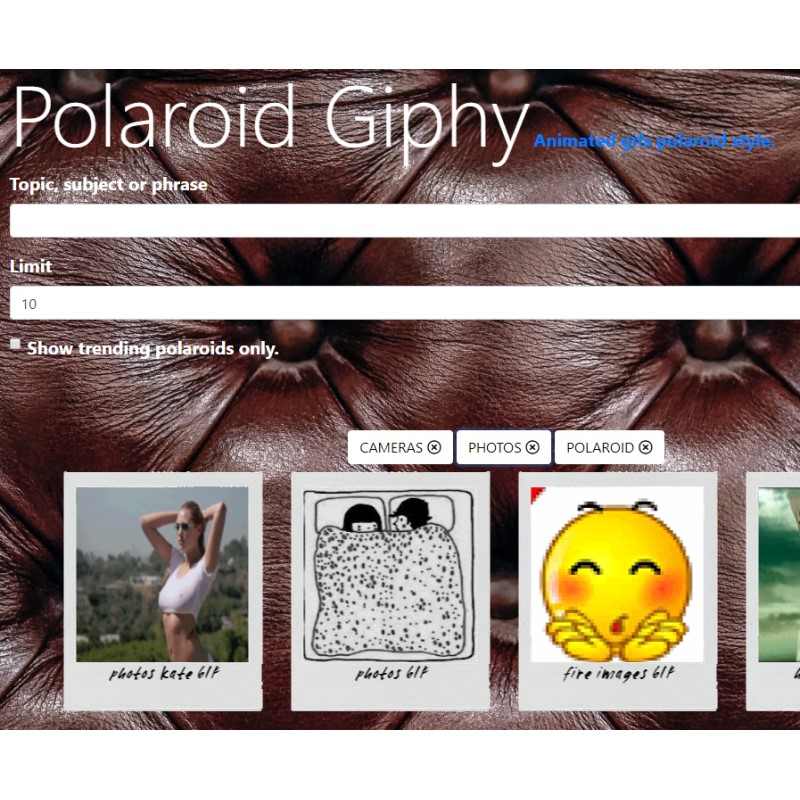 Polaroid Giphy Animated gifs polaroid style.
Topic, subject or phrase
Limit
10
Show trending polaroids only.
CAMERAS PHOTOS POLAROID
photos kate GIF photos GIF fire images GIF